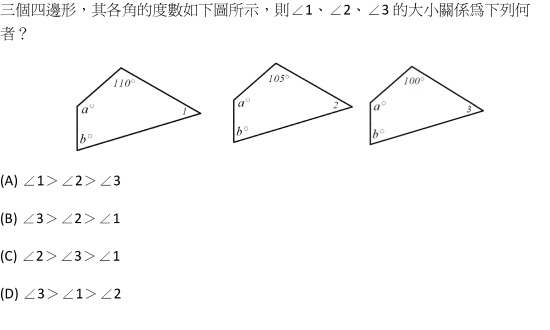 三個四邊形，其各角的度數如下圖所示，則∠1、∠2、∠3 的大小關係爲下列何
者？
110° 105° 100°
a° 1 a° 2 a° 3
b° b° b°
(A) ∠1＞∠2＞∠3
(B) ∠3＞∠2＞∠1
(C) ∠2＞∠3＞∠1
(D) ∠3＞∠1＞∠2